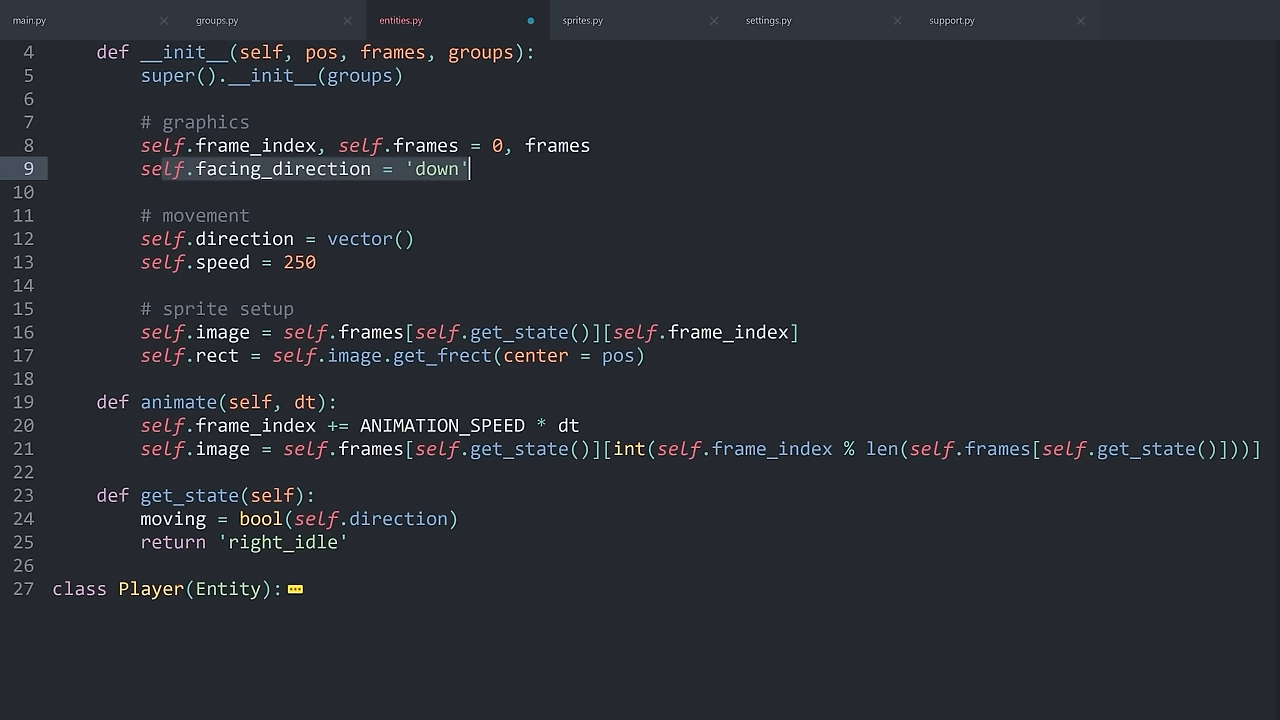 main.py × groups.py × entities.py sprites.py × settings.py × support.py ×
4     def __init__(self, pos, frames, groups):
5         super().__init__(groups)
6
7         # graphics
8         self.frame_index, self.frames = 0, frames
9         self.facing_direction = 'down'
10
11         # movement
12         self.direction = vector()
13         self.speed = 250
14
15         # sprite setup
16         self.image = self.frames[self.get_state()][self.frame_index]
17         self.rect = self.image.get_frect(center = pos)
18
19     def animate(self, dt):
20         self.frame_index += ANIMATION_SPEED * dt
21         self.image = self.frames[self.get_state()][int(self.frame_index % len(self.frames[self.get_state()]))]
22
23     def get_state(self):
24         moving = bool(self.direction)
25         return 'right_idle'
26
27 class Player(Entity):